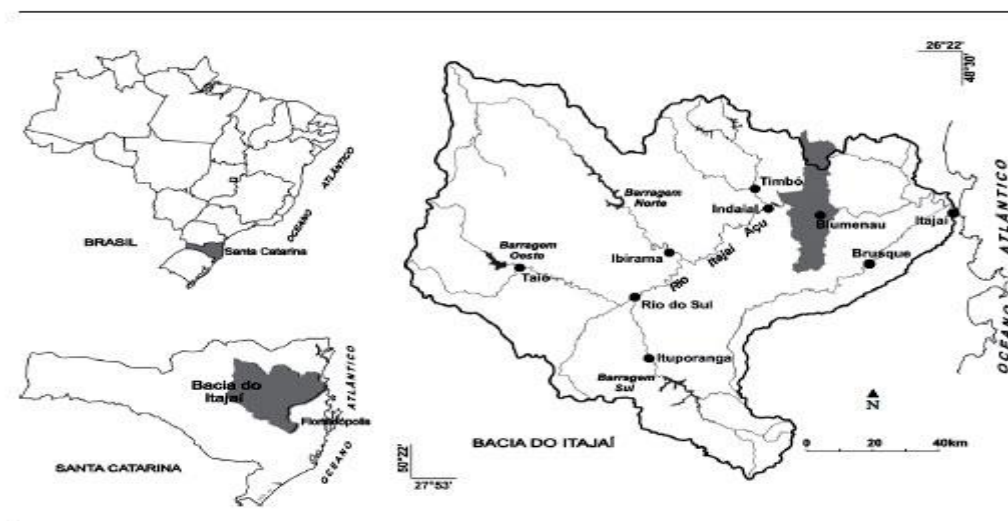 BRASIL
Santa Catarina
OCEANO
ATLÂNTICO
Bacia do
Itajaí
Florianópolis
SANTA CATARINA
OCEANO
ATLÂNTICO
26°22'
48°30'
Timbó
Barragem
Norte
Indaial
Blumenau
Itajaí
Rio
Itajaí
Açu
Ibirama
Brusque
Barragem
Oeste
Taió
Rio do Sul
Ituporanga
Barragem
Sul
OCEANO ATLÂNTICO
N
BACIA DO ITAJAÍ
0 20 40km
50°22'
27°53'